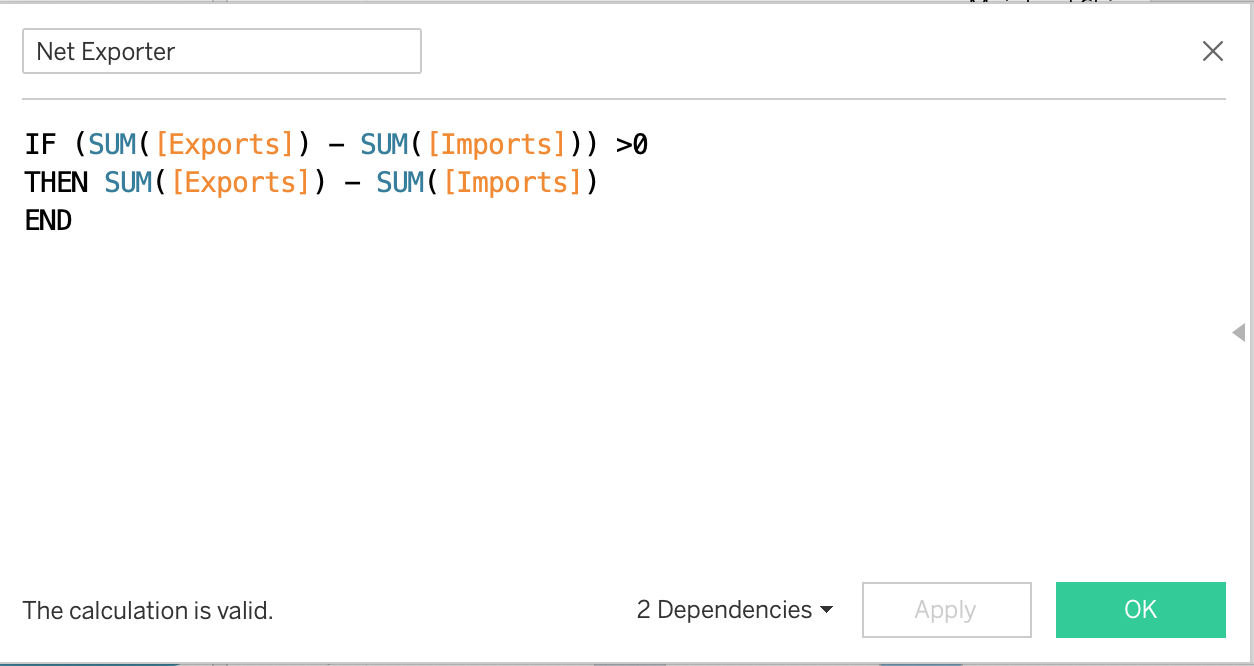 Net Exporter
IF (SUM([Exports]) – SUM([Imports])) >0
THEN SUM([Exports]) – SUM([Imports])
END
The calculation is valid.
2 Dependencies
Apply
OK